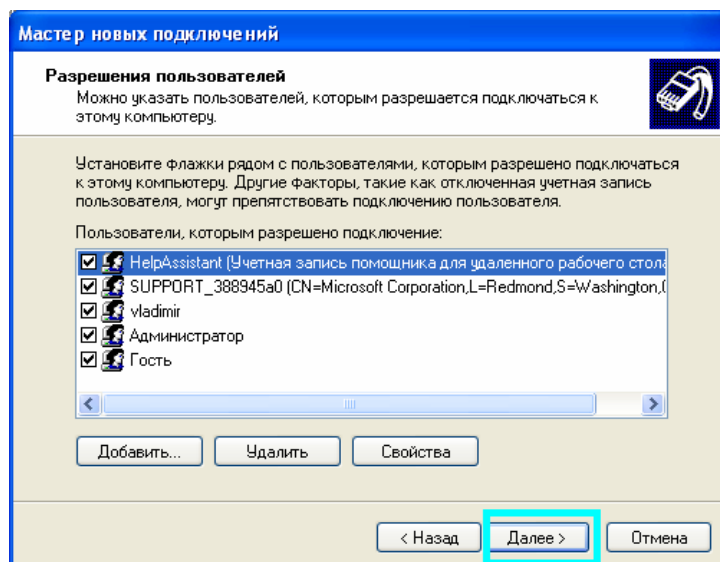 Мастер новых подключений
Разрешения пользователей
Можно указать пользователей, которым разрешается подключаться к
этому компьютеру.
Установите флажки рядом с пользователями, которым разрешено подключаться
к этому компьютеру. Другие факторы, такие как отключенная учетная запись
пользователя, могут препятствовать подключению пользователя.
Пользователи, которым разрешено подключение:
HelpAssistant (Учетная запись помощника для удаленного рабочего стола
SUPPORT_388945a0 (CN=Microsoft Corporation,L=Redmond,S=Washington,
vladimir
Администратор
Гость
Добавить... Удалить Свойства
< Назад Далее > Отмена